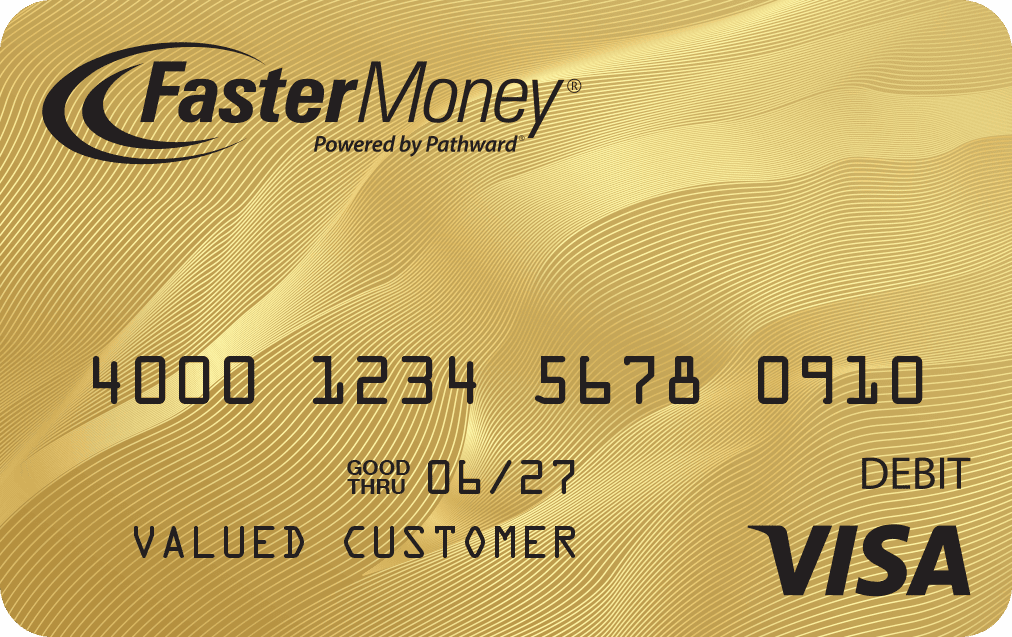 FasterMoney®
Powered by Pathward®
4000 1234 5678 0910
GOOD THRU 06/27
DEBIT
VALUED CUSTOMER
VISA